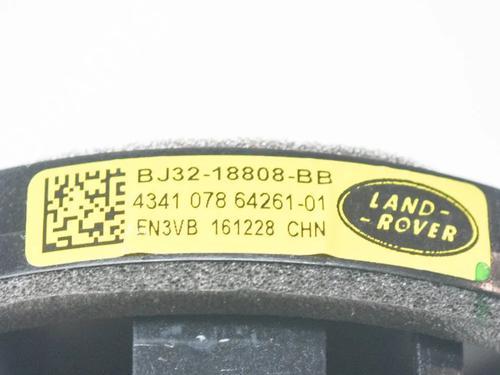 BJ32-18808-BB
4341 078 64261-01
EN3VB 161228 CHN
LAND-
-ROVER